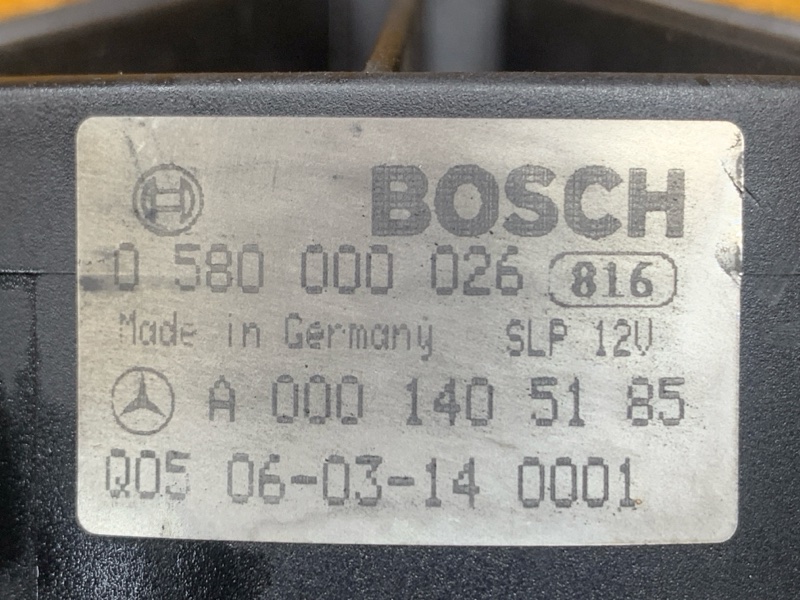 BOSCH
0 580 000 026 816
Made in Germany SLP 12V
A 000 140 51 85
Q05 06-03-14 0001